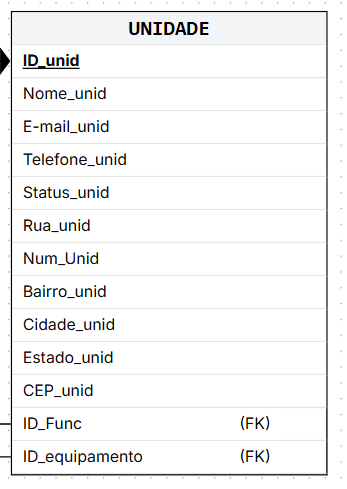 UNIDADE
ID_unid
Nome_unid
E-mail_unid
Telefone_unid
Status_unid
Rua_unid
Num_Unid
Bairro_unid
Cidade_unid
Estado_unid
CEP_unid
ID_Func (FK)
ID_equipamento (FK)